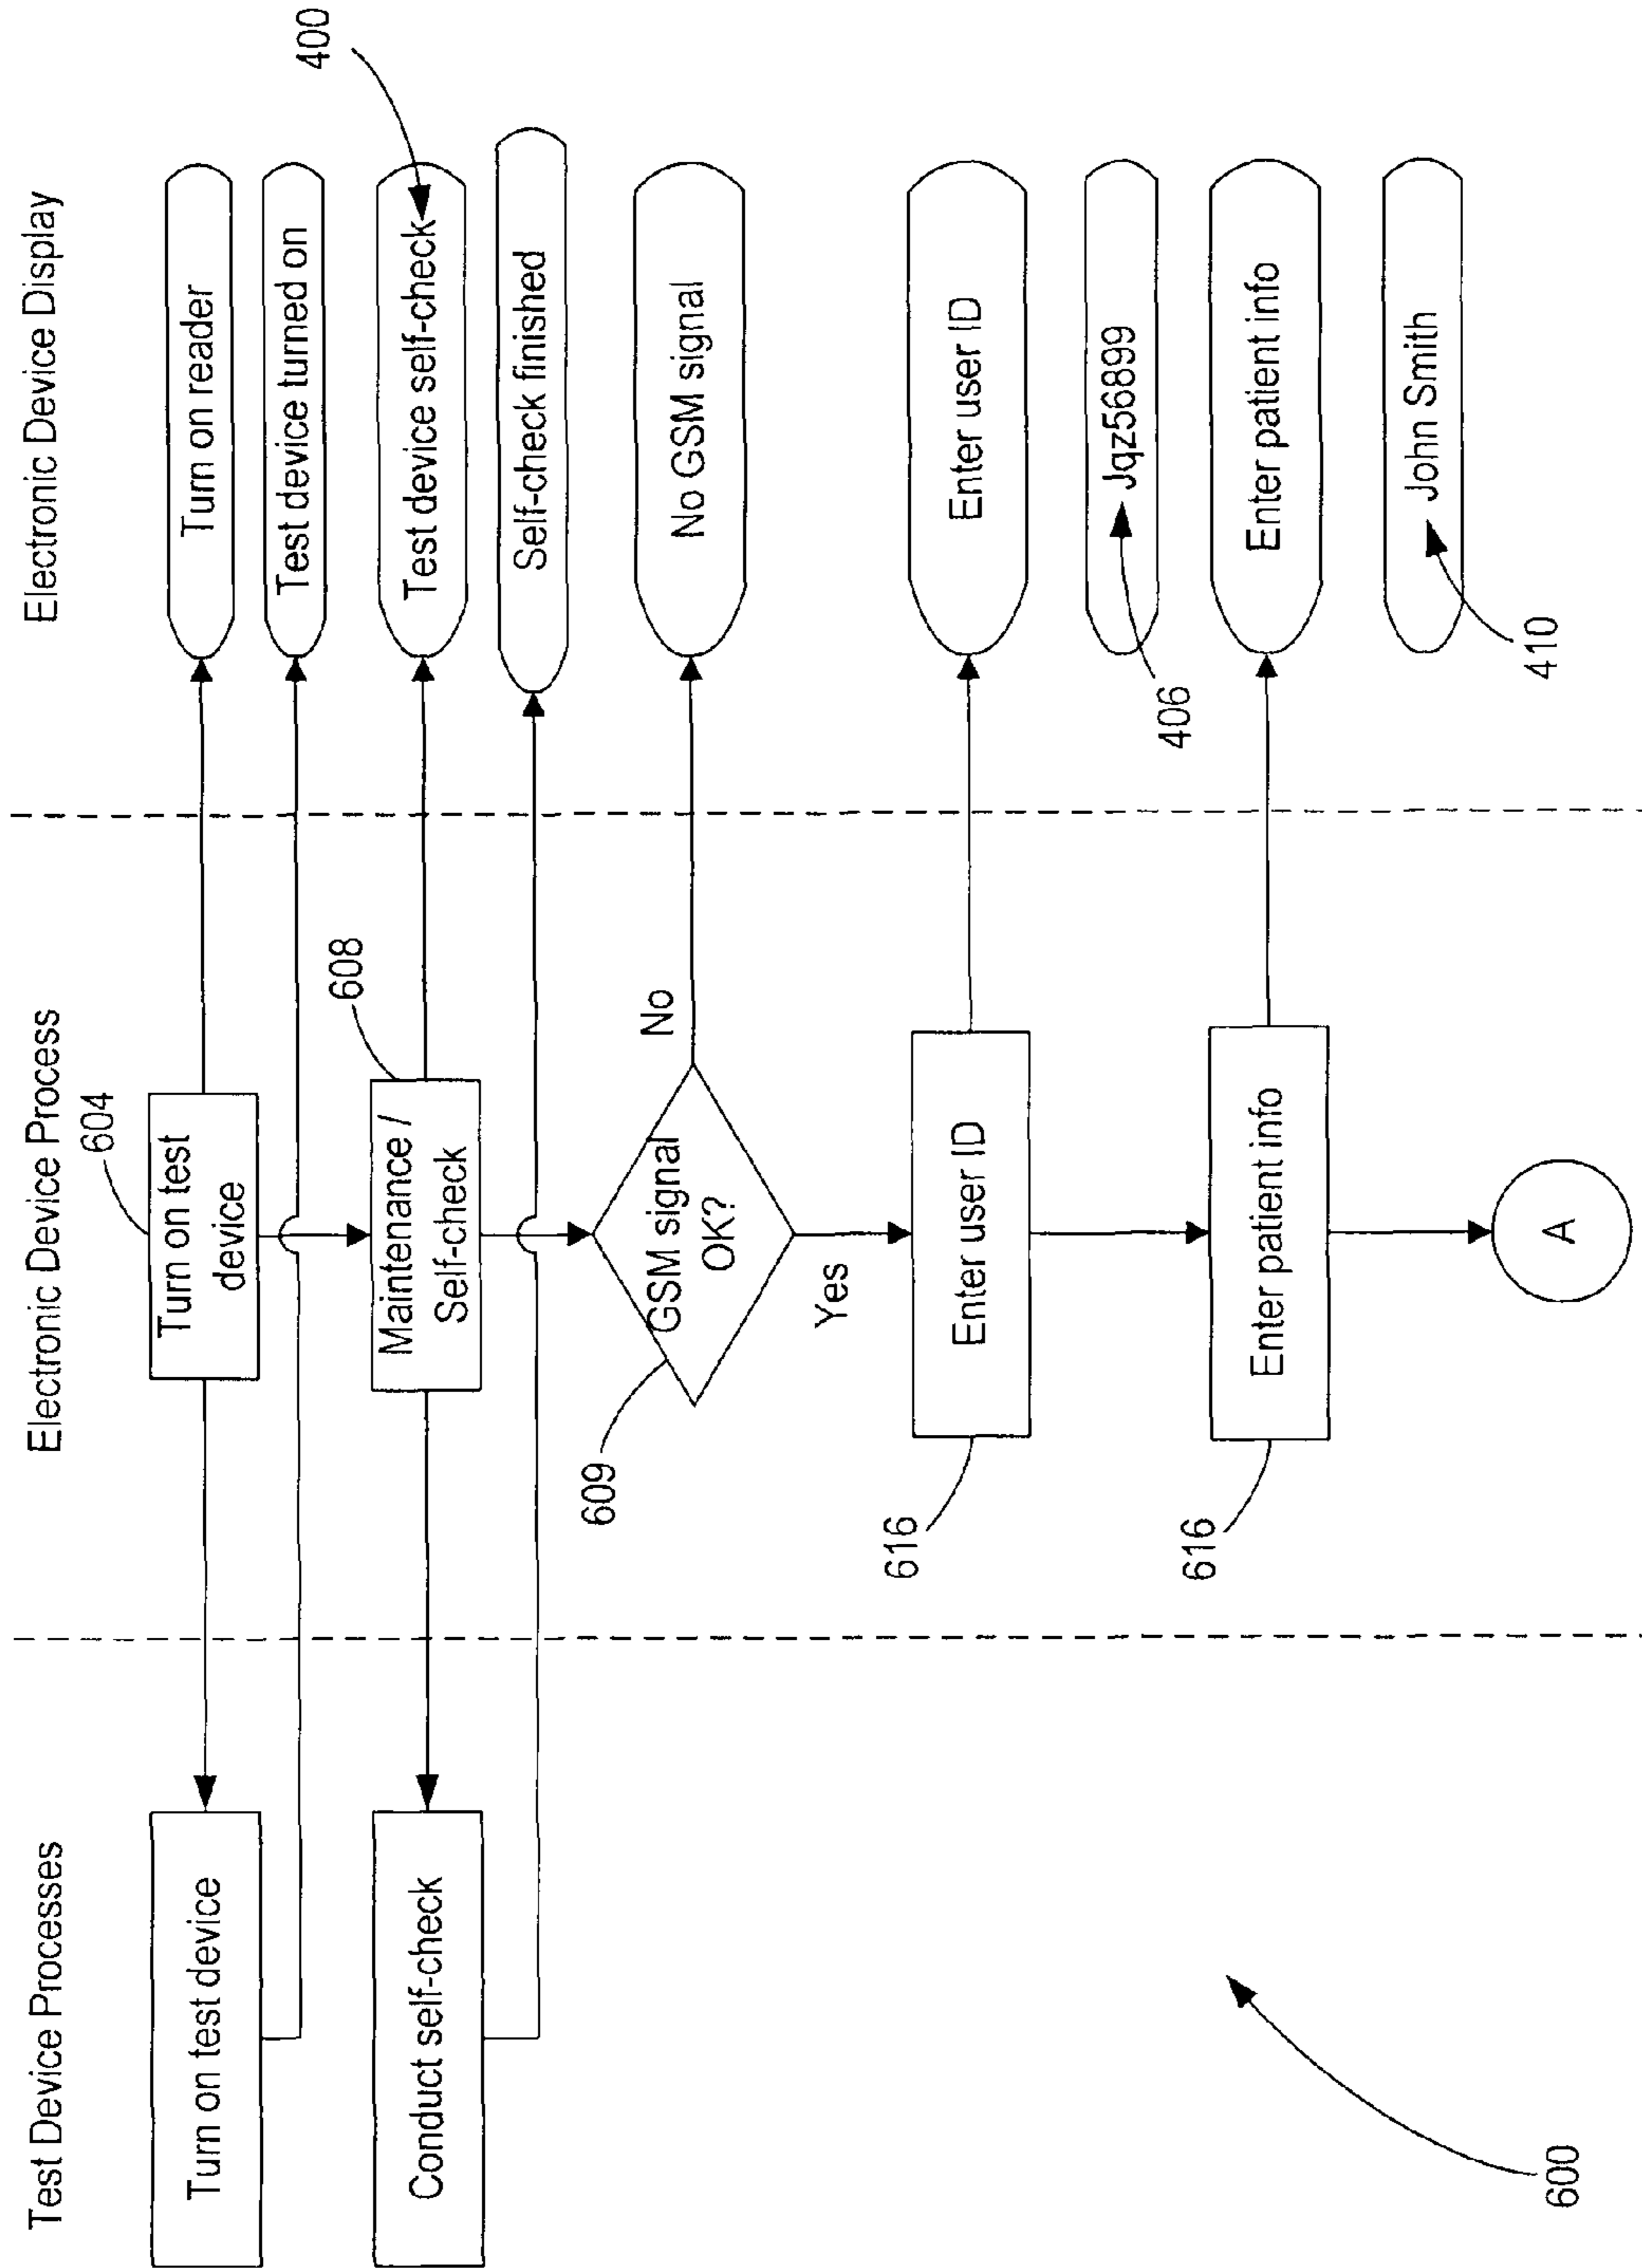 Test Device Processes
Electronic Device Process
Electronic Device Display
604
Turn on test device
Turn on test
device
Turn on reader
Test device turned on
400
608
Conduct self-check
Maintenance /
Self-check
Test device self-check
Self-check finished
609
GSM signal
OK?
No
No GSM signal
Yes
616
Enter user ID
Enter user ID
406
Jqz56899
616
Enter patient info
Enter patient info
410
John Smith
A
600